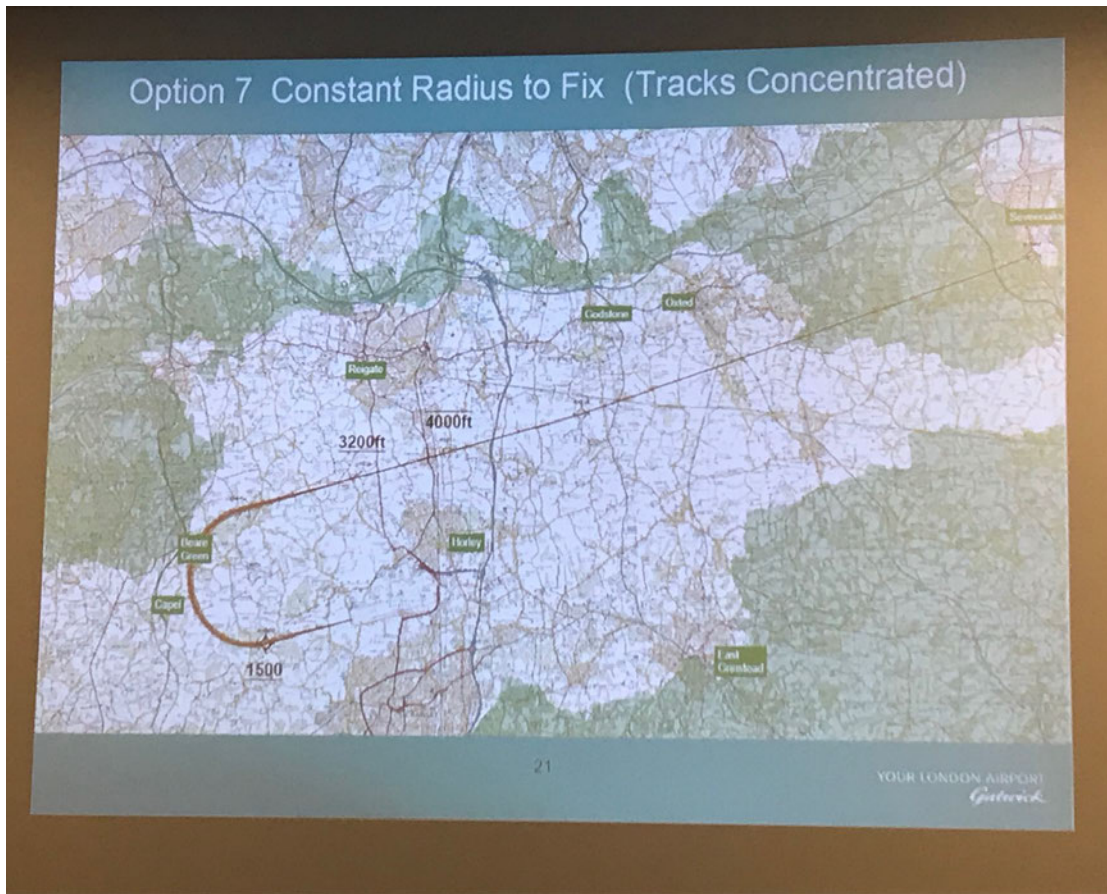 Option 7 Constant Radius to Fix (Tracks Concentrated)
Sevenoaks
Oxted
Godstone
Reigate
4000ft
3200ft
Beare
Green
Horley
Capel
1500
East
Grinstead
21
YOUR LONDON AIRPORT
Gatwick